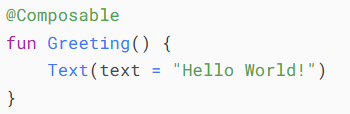 @Composable
fun Greeting() {
    Text(text = "Hello World!")
}